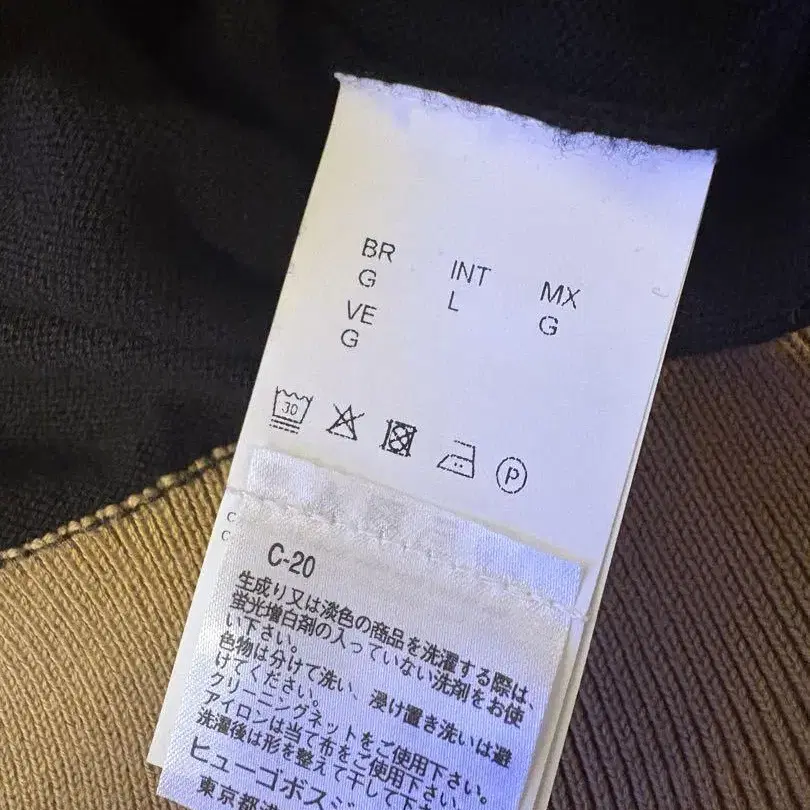 BR INT MX
G L G
VE
G
30
P
C-20
生成り又は淡色の商品を洗濯する際は、
蛍光増白剤の入っていない洗剤をお使
い下さい。
色物は分けて洗い、浸け置き洗いは避
けてください。
クリーニングネットをご使用下さい。
アイロンは当て布をご使用下さい。
洗濯後は形を整えて干して下
ヒューゴボスジ
東京都港